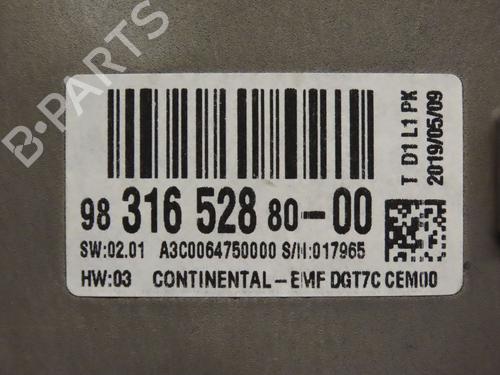 B-PARTS
98 316 528 80-00
SW:02.01 A3C0064750000 S/N:017965
HW:03 CONTINENTAL-EMF DGT7C CEM00
T D1 L1 PK
2019/05/09